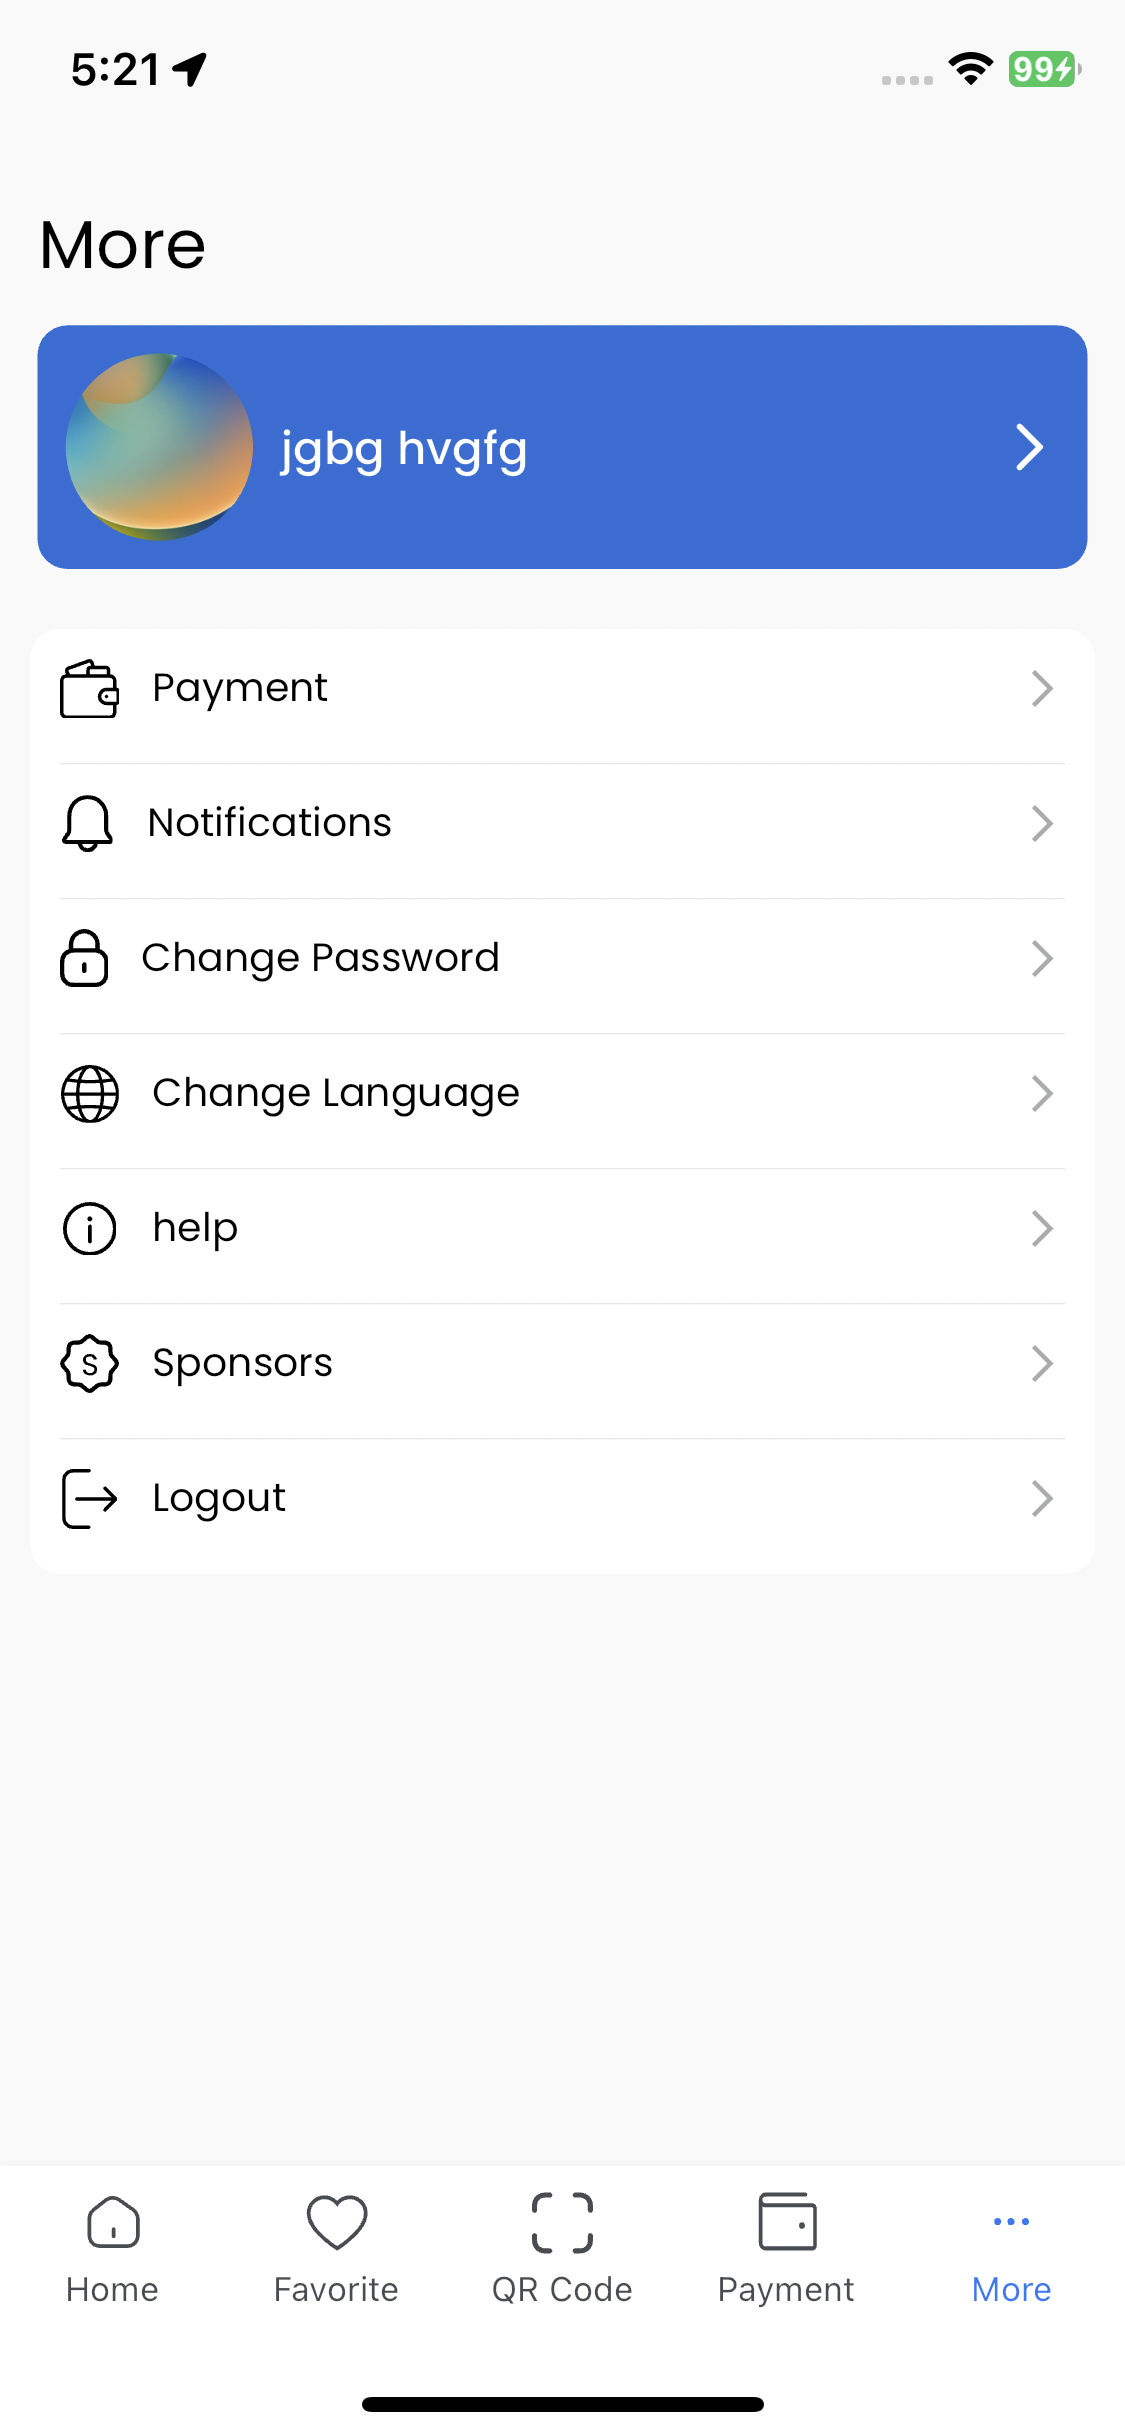 5:21
99
More
jgbg hvgfg
Payment
Notifications
Change Password
Change Language
help
S
Sponsors
Logout
Home
Favorite
QR Code
Payment
More